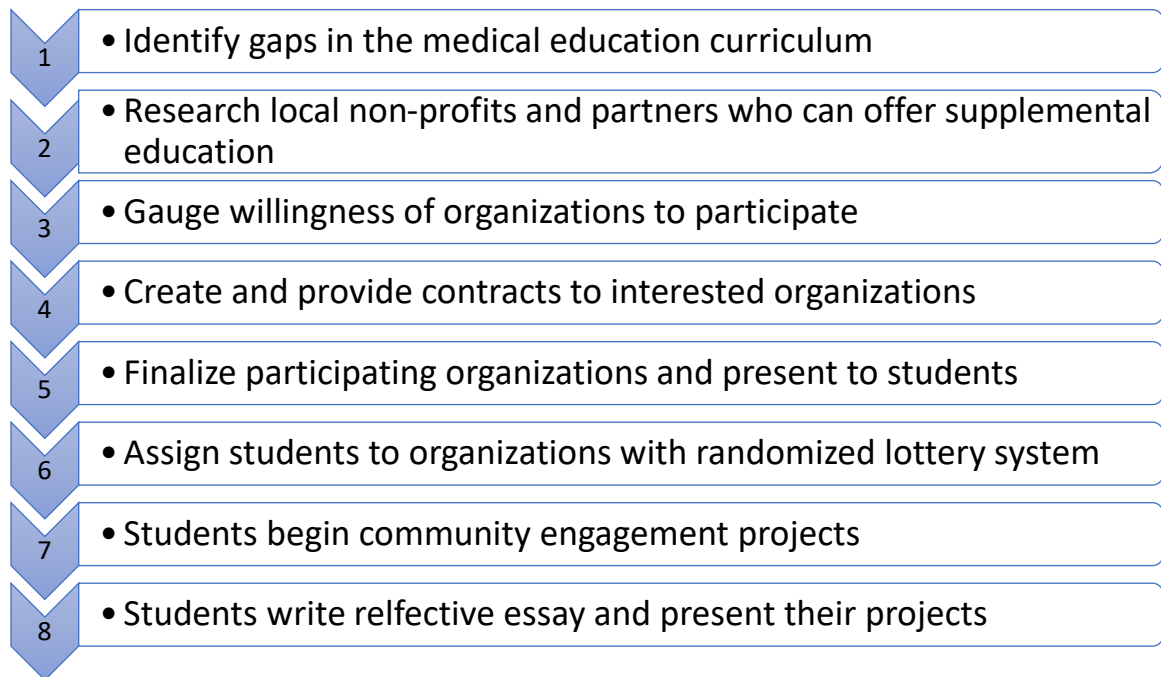 1
• Identify gaps in the medical education curriculum
2
• Research local non-profits and partners who can offer supplemental
education
3
• Gauge willingness of organizations to participate
4
• Create and provide contracts to interested organizations
5
• Finalize participating organizations and present to students
6
• Assign students to organizations with randomized lottery system
7
• Students begin community engagement projects
8
• Students write relfective essay and present their projects